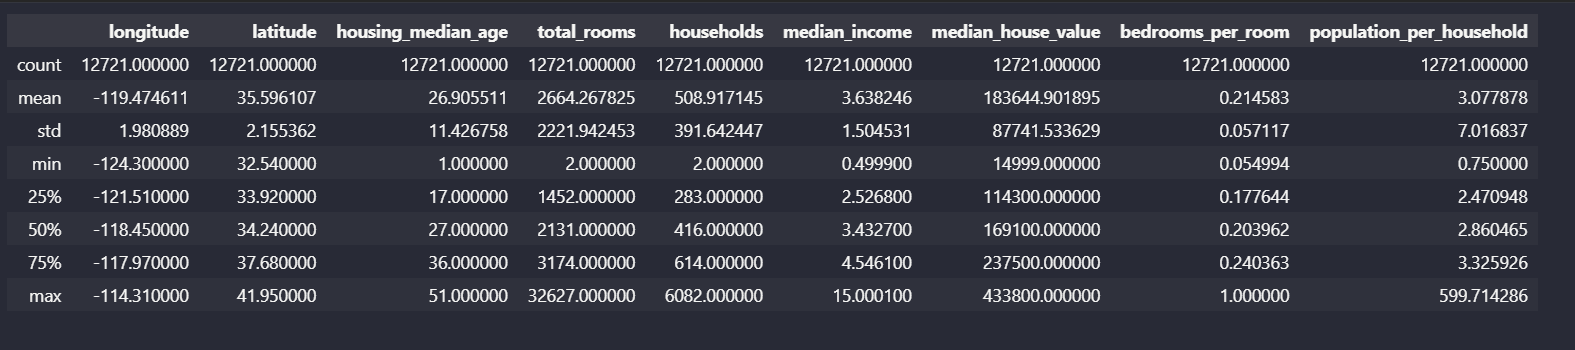 longitude latitude housing_median_age total_rooms households median_income median_house_value bedrooms_per_room population_per_household
count 12721.000000 12721.000000 12721.000000 12721.000000 12721.000000 12721.000000 12721.000000 12721.000000 12721.000000
mean -119.474611 35.596107 26.905511 2664.267825 508.917145 3.638246 183644.901895 0.214583 3.077878
std 1.980889 2.155362 11.426758 2221.942453 391.642447 1.504531 87741.533629 0.057117 7.016837
min -124.300000 32.540000 1.000000 2.000000 2.000000 0.499900 14999.000000 0.054994 0.750000
25% -121.510000 33.920000 17.000000 1452.000000 283.000000 2.526800 114300.000000 0.177644 2.470948
50% -118.450000 34.240000 27.000000 2131.000000 416.000000 3.432700 169100.000000 0.203962 2.860465
75% -117.970000 37.680000 36.000000 3174.000000 614.000000 4.546100 237500.000000 0.240363 3.325926
max -114.310000 41.950000 51.000000 32627.000000 6082.000000 15.000100 433800.000000 1.000000 599.714286